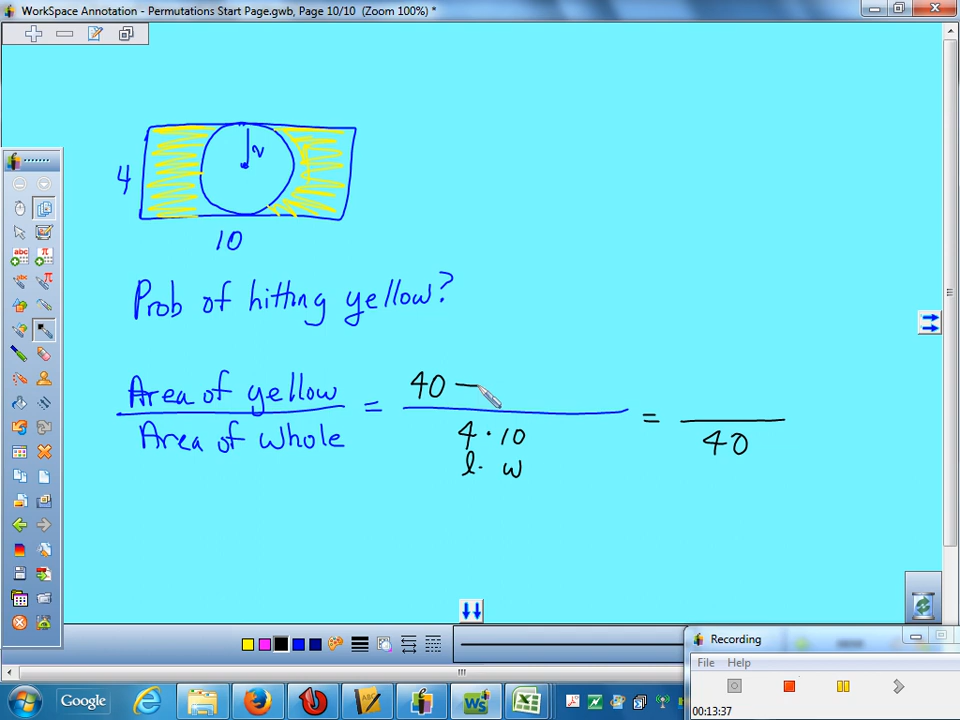 WorkSpace Annotation - Permutations Start Page.gwb, Page 10/10 (Zoom 100%) *
2
4
10
Prob of hitting yellow?
Area of yellow
Area of whole
=
40 —
4 · 10
l · w
=
40
Recording
File Help
00:13:37
Google